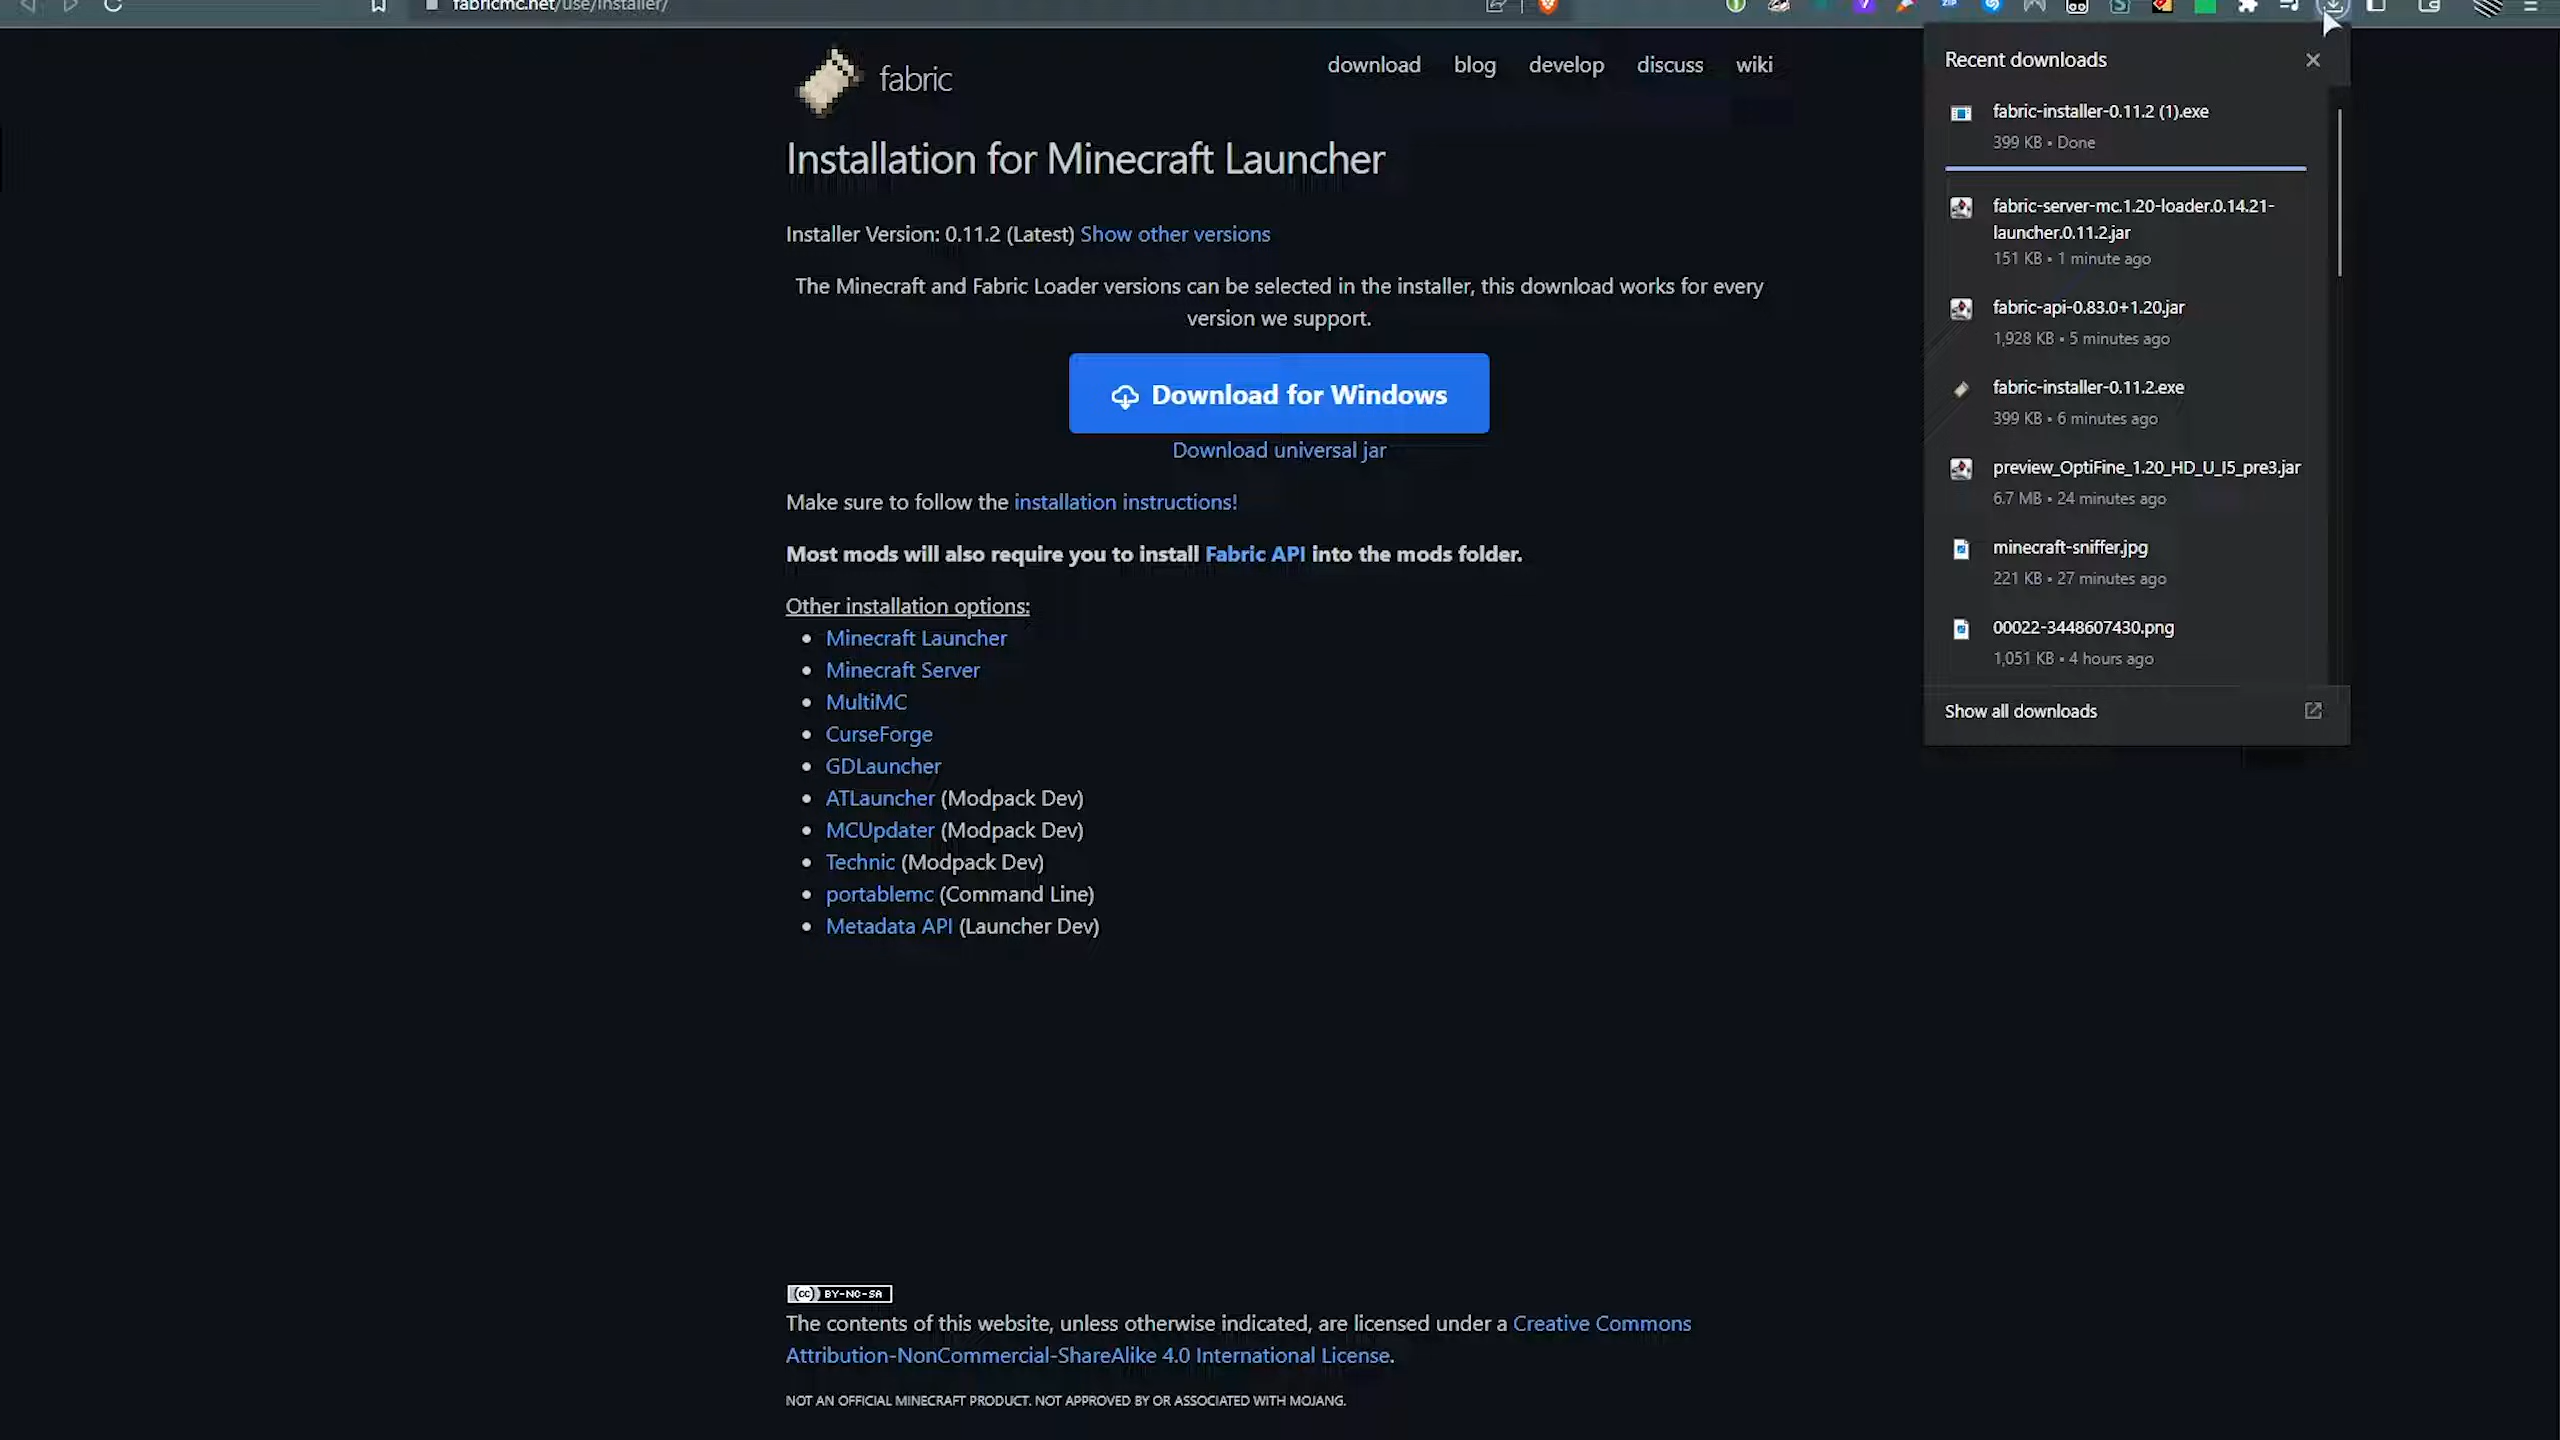 fabricmc.net/use/installer/
fabric
download blog develop discuss wiki
Installation for Minecraft Launcher
Installer Version: 0.11.2 (Latest) Show other versions
The Minecraft and Fabric Loader versions can be selected in the installer, this download works for every
version we support.
Download for Windows
Download universal jar
Make sure to follow the installation instructions!
Most mods will also require you to install Fabric API into the mods folder.
Other installation options:
Minecraft Launcher
Minecraft Server
MultiMC
CurseForge
GDLauncher
ATLauncher (Modpack Dev)
MCUpdater (Modpack Dev)
Technic (Modpack Dev)
portablemc (Command Line)
Metadata API (Launcher Dev)
(cc) BY-NC-SA
The contents of this website, unless otherwise indicated, are licensed under a Creative Commons
Attribution-NonCommercial-ShareAlike 4.0 International License.
NOT AN OFFICIAL MINECRAFT PRODUCT. NOT APPROVED BY OR ASSOCIATED WITH MOJANG.
Recent downloads
fabric-installer-0.11.2 (1).exe
399 KB • Done
fabric-server-mc.1.20-loader.0.14.21-
launcher.0.11.2.jar
151 KB • 1 minute ago
fabric-api-0.83.0+1.20.jar
1,928 KB • 5 minutes ago
fabric-installer-0.11.2.exe
399 KB • 6 minutes ago
preview_OptiFine_1.20_HD_U_I5_pre3.jar
6.7 MB • 24 minutes ago
minecraft-sniffer.jpg
221 KB • 27 minutes ago
00022-3448607430.png
1,051 KB • 4 hours ago
Show all downloads